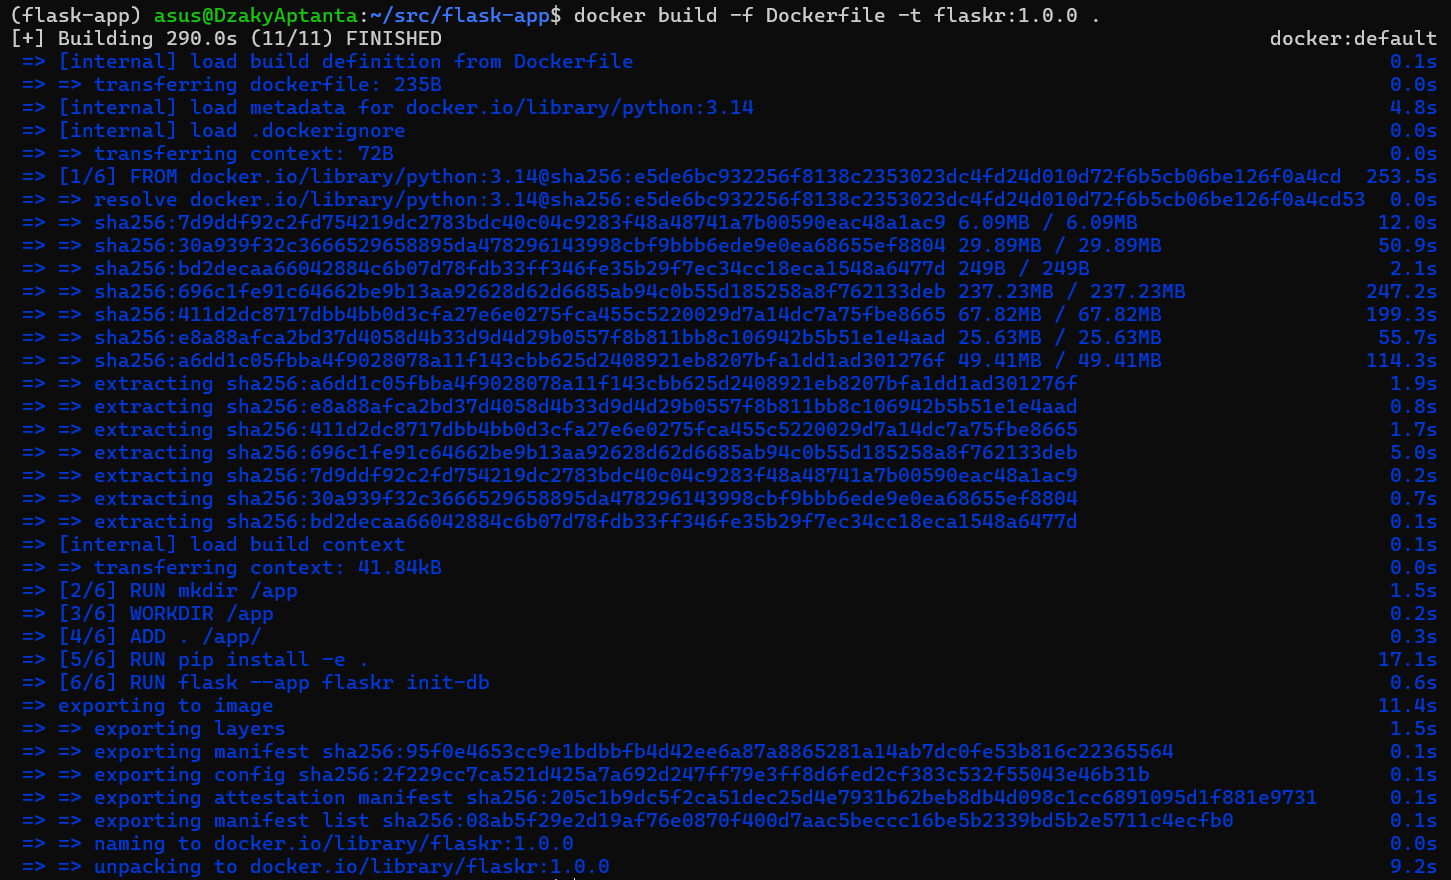 (flask-app) asus@DzakyAptanta:~/src/flask-app$ docker build -f Dockerfile -t flaskr:1.0.0 .
[+] Building 290.0s (11/11) FINISHED docker:default
=> [internal] load build definition from Dockerfile 0.1s
=> => transferring dockerfile: 235B 0.0s
=> [internal] load metadata for docker.io/library/python:3.14 4.8s
=> [internal] load .dockerignore 0.0s
=> => transferring context: 72B 0.0s
=> [1/6] FROM docker.io/library/python:3.14@sha256:e5de6bc932256f8138c2353023dc4fd24d010d72f6b5cb06be126f0a4cd 253.5s
=> => resolve docker.io/library/python:3.14@sha256:e5de6bc932256f8138c2353023dc4fd24d010d72f6b5cb06be126f0a4cd53 0.0s
=> => sha256:7d9ddf92c2fd754219dc2783bdc40c04c9283f48a48741a7b00590eac48a1ac9 6.09MB / 6.09MB 12.0s
=> => sha256:30a939f32c3666529658895da478296143998cbf9bbb6ede9e0ea68655ef8804 29.89MB / 29.89MB 50.9s
=> => sha256:bd2decaa66042884c6b07d78fdb33ff346fe35b29f7ec34cc18eca1548a6477d 249B / 249B 2.1s
=> => sha256:696c1fe91c64662be9b13aa92628d62d6685ab94c0b55d185258a8f762133deb 237.23MB / 237.23MB 247.2s
=> => sha256:411d2dc8717dbb4bb0d3cfa27e6e0275fca455c5220029d7a14dc7a75fbe8665 67.82MB / 67.82MB 199.3s
=> => sha256:e8a88afca2bd37d4058d4b33d9d4d29b0557f8b811bb8c106942b5b51e1e4aad 25.63MB / 25.63MB 55.7s
=> => sha256:a6dd1c05fbba4f9028078a11f143cbb625d2408921eb8207bfa1dd1ad301276f 49.41MB / 49.41MB 114.3s
=> => extracting sha256:a6dd1c05fbba4f9028078a11f143cbb625d2408921eb8207bfa1dd1ad301276f 1.9s
=> => extracting sha256:e8a88afca2bd37d4058d4b33d9d4d29b0557f8b811bb8c106942b5b51e1e4aad 0.8s
=> => extracting sha256:411d2dc8717dbb4bb0d3cfa27e6e0275fca455c5220029d7a14dc7a75fbe8665 1.7s
=> => extracting sha256:696c1fe91c64662be9b13aa92628d62d6685ab94c0b55d185258a8f762133deb 5.0s
=> => extracting sha256:7d9ddf92c2fd754219dc2783bdc40c04c9283f48a48741a7b00590eac48a1ac9 0.2s
=> => extracting sha256:30a939f32c3666529658895da478296143998cbf9bbb6ede9e0ea68655ef8804 0.7s
=> => extracting sha256:bd2decaa66042884c6b07d78fdb33ff346fe35b29f7ec34cc18eca1548a6477d 0.1s
=> [internal] load build context 0.1s
=> => transferring context: 41.84kB 0.0s
=> [2/6] RUN mkdir /app 1.5s
=> [3/6] WORKDIR /app 0.2s
=> [4/6] ADD . /app/ 0.3s
=> [5/6] RUN pip install -e . 17.1s
=> [6/6] RUN flask --app flaskr init-db 0.6s
=> exporting to image 11.4s
=> => exporting layers 1.5s
=> => exporting manifest sha256:95f0e4653cc9e1bdbbfb4d42ee6a87a8865281a14ab7dc0fe53b816c22365564 0.1s
=> => exporting config sha256:2f229cc7ca521d425a7a692d247ff79e3ff8d6fed2cf383c532f55043e46b31b 0.1s
=> => exporting attestation manifest sha256:205c1b9dc5f2ca51dec25d4e7931b62beb8db4d098c1cc6891095d1f881e9731 0.1s
=> => exporting manifest list sha256:08ab5f29e2d19af76e0870f400d7aac5beccc16be5b2339bd5b2e5711c4ecfb0 0.1s
=> => naming to docker.io/library/flaskr:1.0.0 0.0s
=> => unpacking to docker.io/library/flaskr:1.0.0 9.2s